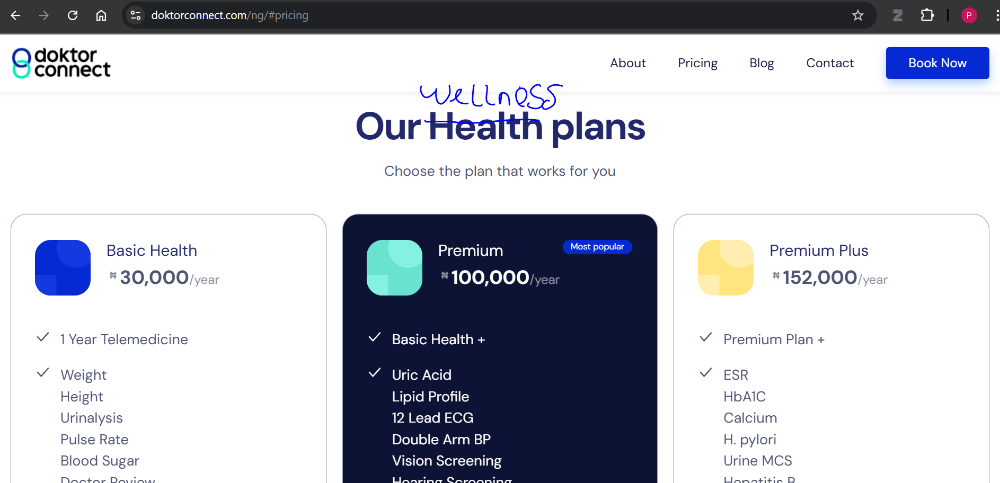 doktorconnect.com/ng/#pricing
P
doktor
connect
About
Pricing
Blog
Contact
Book Now
wellness
Our Health plans
Choose the plan that works for you
Basic Health
₦ 30,000/year
1 Year Telemedicine
Weight
Height
Urinalysis
Pulse Rate
Blood Sugar
Doctor Review
Premium
Most popular
₦ 100,000/year
Basic Health +
Uric Acid
Lipid Profile
12 Lead ECG
Double Arm BP
Vision Screening
Hearing Screening
Premium Plus
₦ 152,000/year
Premium Plan +
ESR
HbA1C
Calcium
H. pylori
Urine MCS
Hepatitis B